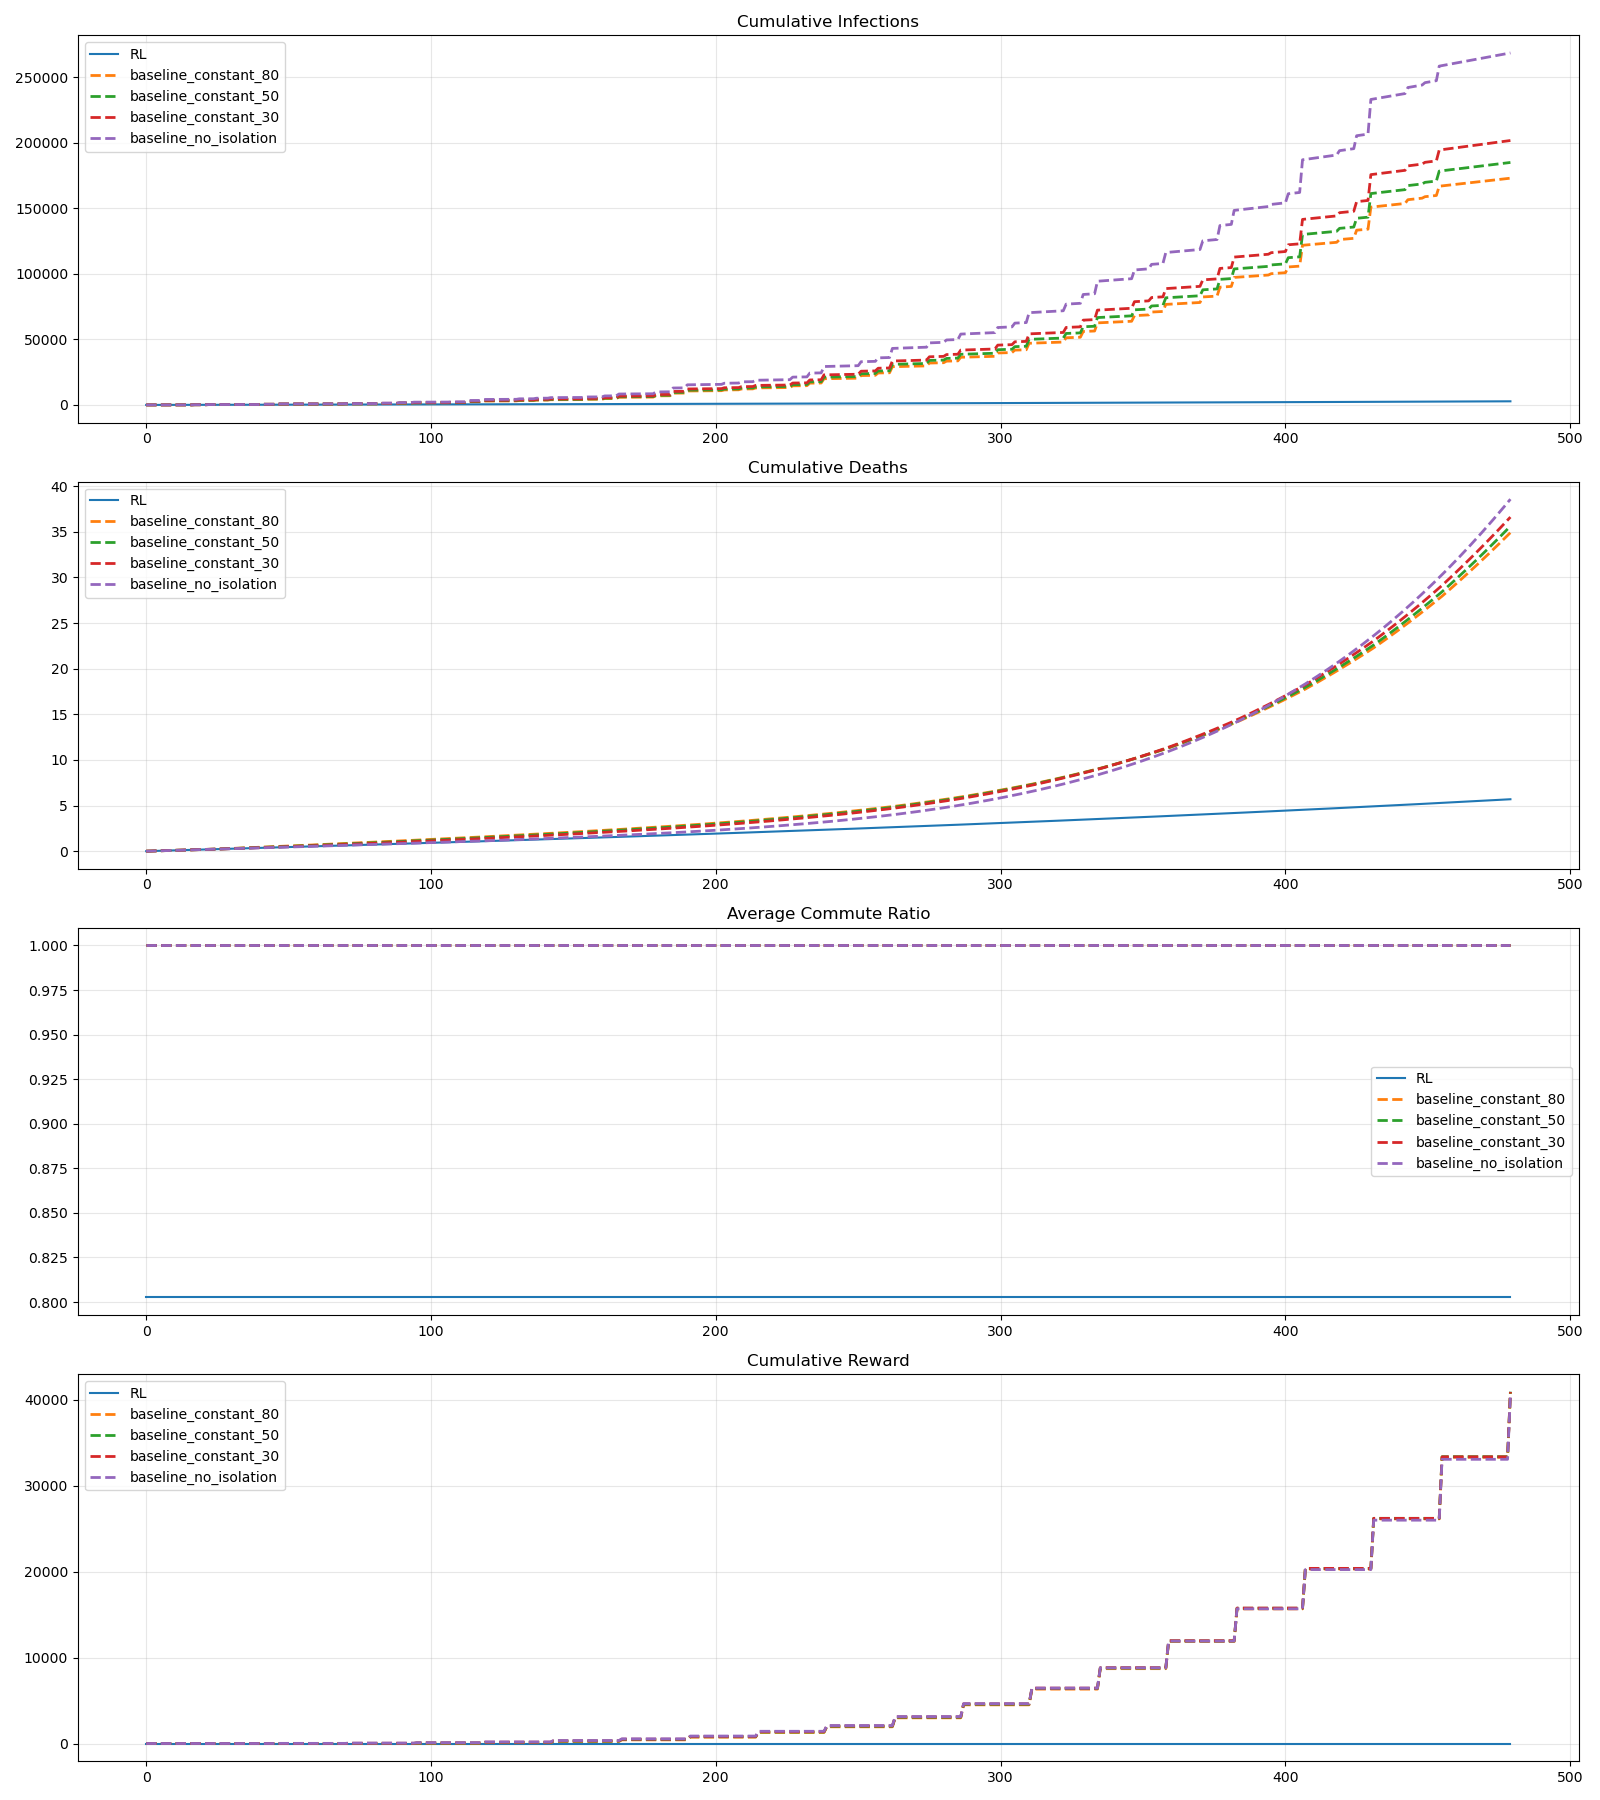 Cumulative Infections
RL
baseline_constant_80
baseline_constant_50
baseline_constant_30
baseline_no_isolation
250000
200000
150000
100000
50000
0
0 100 200 300 400 500
Cumulative Deaths
RL
baseline_constant_80
baseline_constant_50
baseline_constant_30
baseline_no_isolation
40
35
30
25
20
15
10
5
0
0 100 200 300 400 500
Average Commute Ratio
1.000
0.975
0.950
0.925
0.900
0.875
0.850
0.825
0.800
RL
baseline_constant_80
baseline_constant_50
baseline_constant_30
baseline_no_isolation
0 100 200 300 400 500
Cumulative Reward
RL
baseline_constant_80
baseline_constant_50
baseline_constant_30
baseline_no_isolation
40000
30000
20000
10000
0
0 100 200 300 400 500